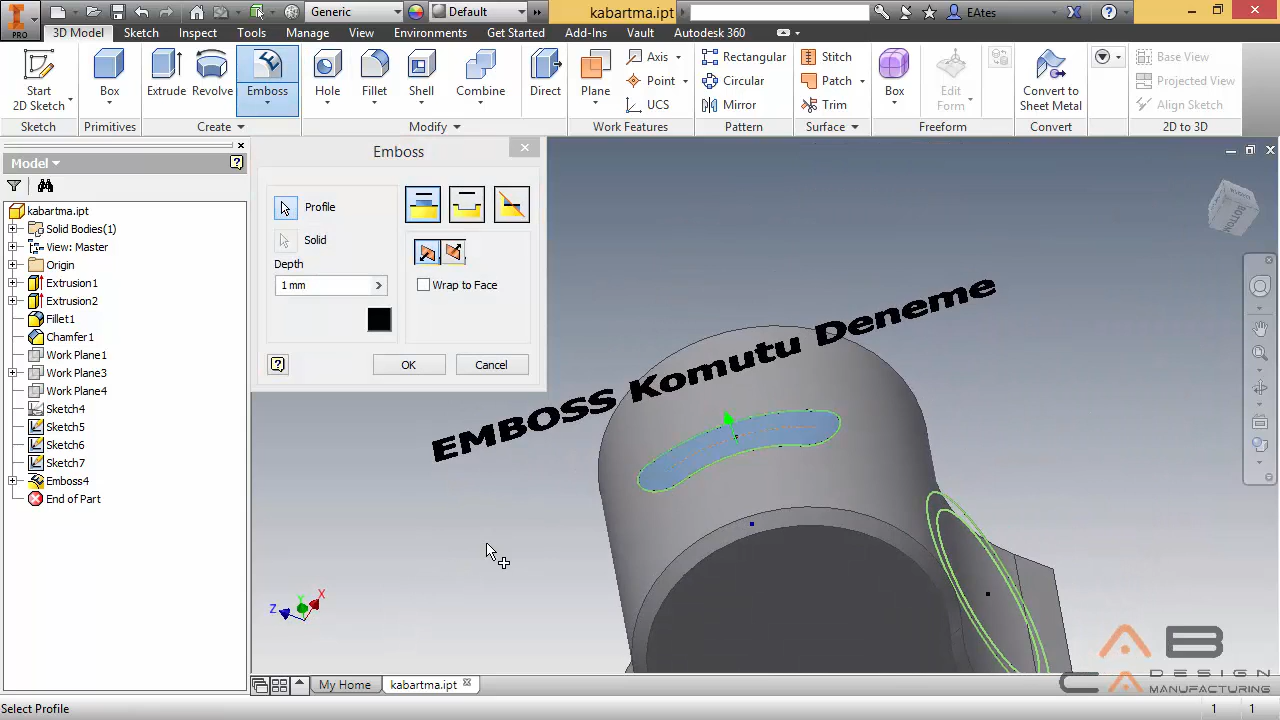 PRO
Generic
Default
kabartma.ipt
EAtes
3D Model
Sketch
Inspect
Tools
Manage
View
Environments
Get Started
Add-Ins
Vault
Autodesk 360
Start
2D Sketch
Box
Extrude
Revolve
Emboss
Hole
Fillet
Shell
Combine
Direct
Plane
Axis
Point
UCS
Rectangular
Circular
Mirror
Stitch
Patch
Trim
Box
Edit
Form
Convert to
Sheet Metal
Base View
Projected View
Align Sketch
Sketch
Primitives
Create
Modify
Work Features
Pattern
Surface
Freeform
Convert
2D to 3D
Model
kabartma.ipt
Solid Bodies(1)
View: Master
Origin
Extrusion1
Extrusion2
Fillet1
Chamfer1
Work Plane1
Work Plane3
Work Plane4
Sketch4
Sketch5
Sketch6
Sketch7
Emboss4
End of Part
Emboss
Profile
Solid
Depth
1 mm
Wrap to Face
OK
Cancel
BOTTOM
EMBOSS Komutu Deneme
Z
Y
X
My Home
kabartma.ipt
AB
CA
DESIGN
MANUFACTURING
Select Profile
1
1